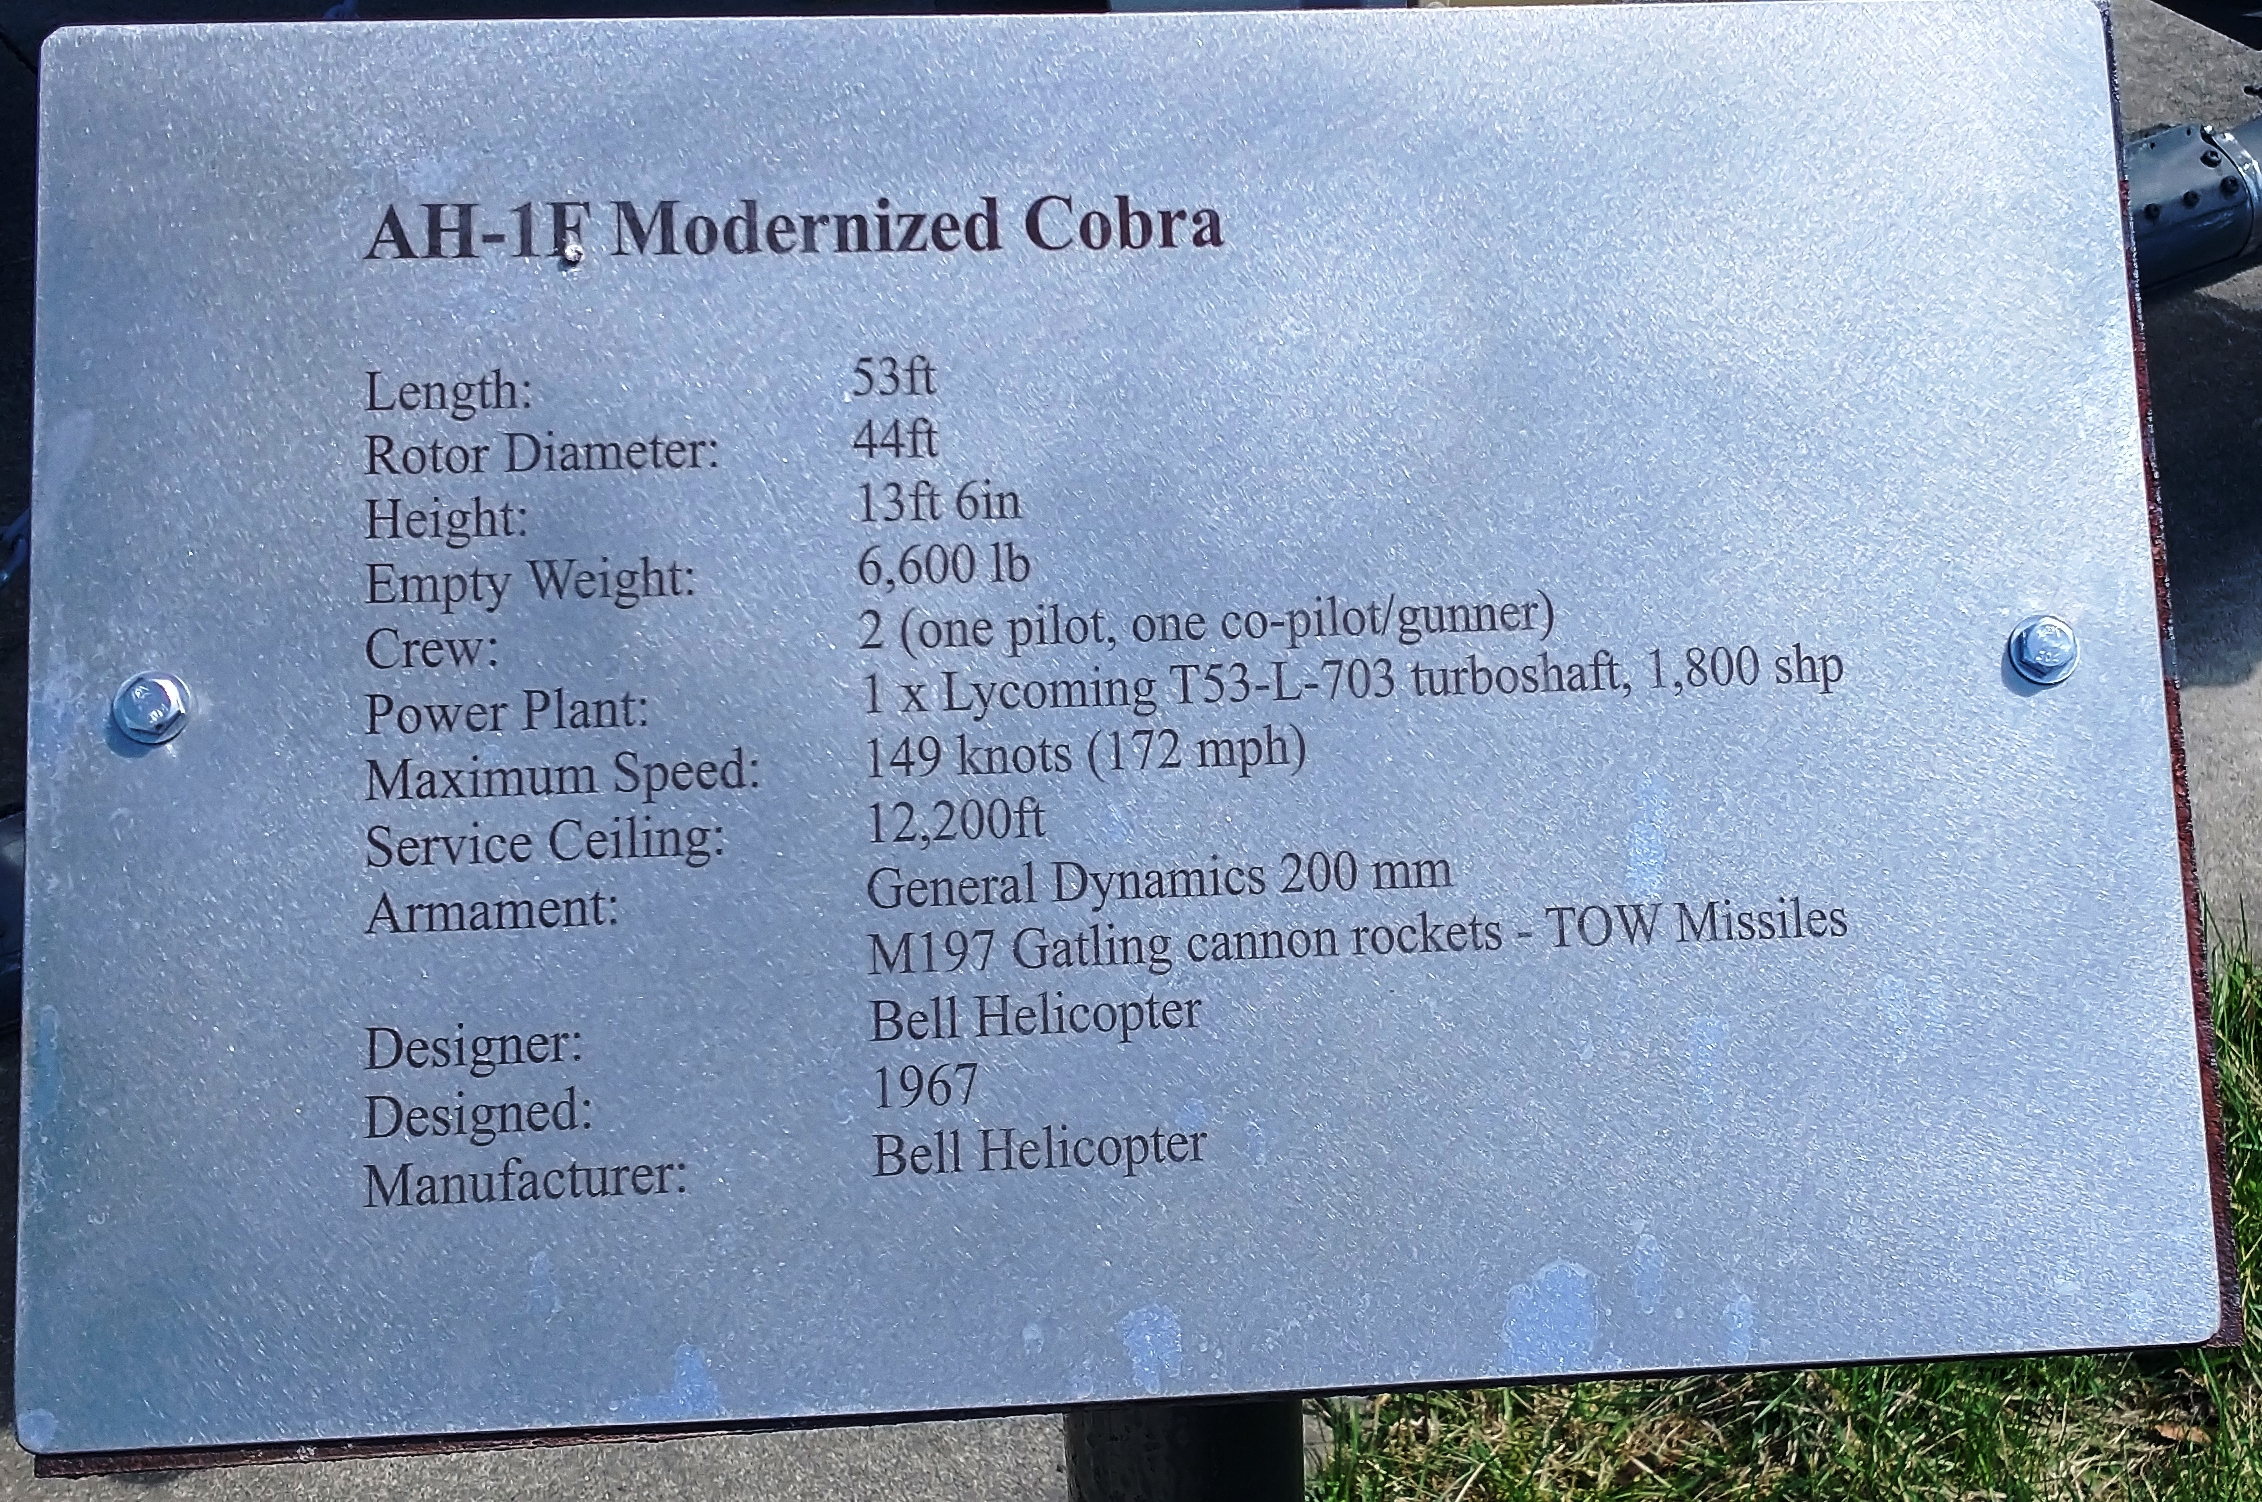 AH-1F Modernized Cobra
Length: 53ft
Rotor Diameter: 44ft
Height: 13ft 6in
Empty Weight: 6,600 lb
Crew: 2 (one pilot, one co-pilot/gunner)
Power Plant: 1 x Lycoming T53-L-703 turboshaft, 1,800 shp
Maximum Speed: 149 knots (172 mph)
Service Ceiling: 12,200ft
Armament: General Dynamics 200 mm
M197 Gatling cannon rockets - TOW Missiles
Designer: Bell Helicopter
Designed: 1967
Manufacturer: Bell Helicopter